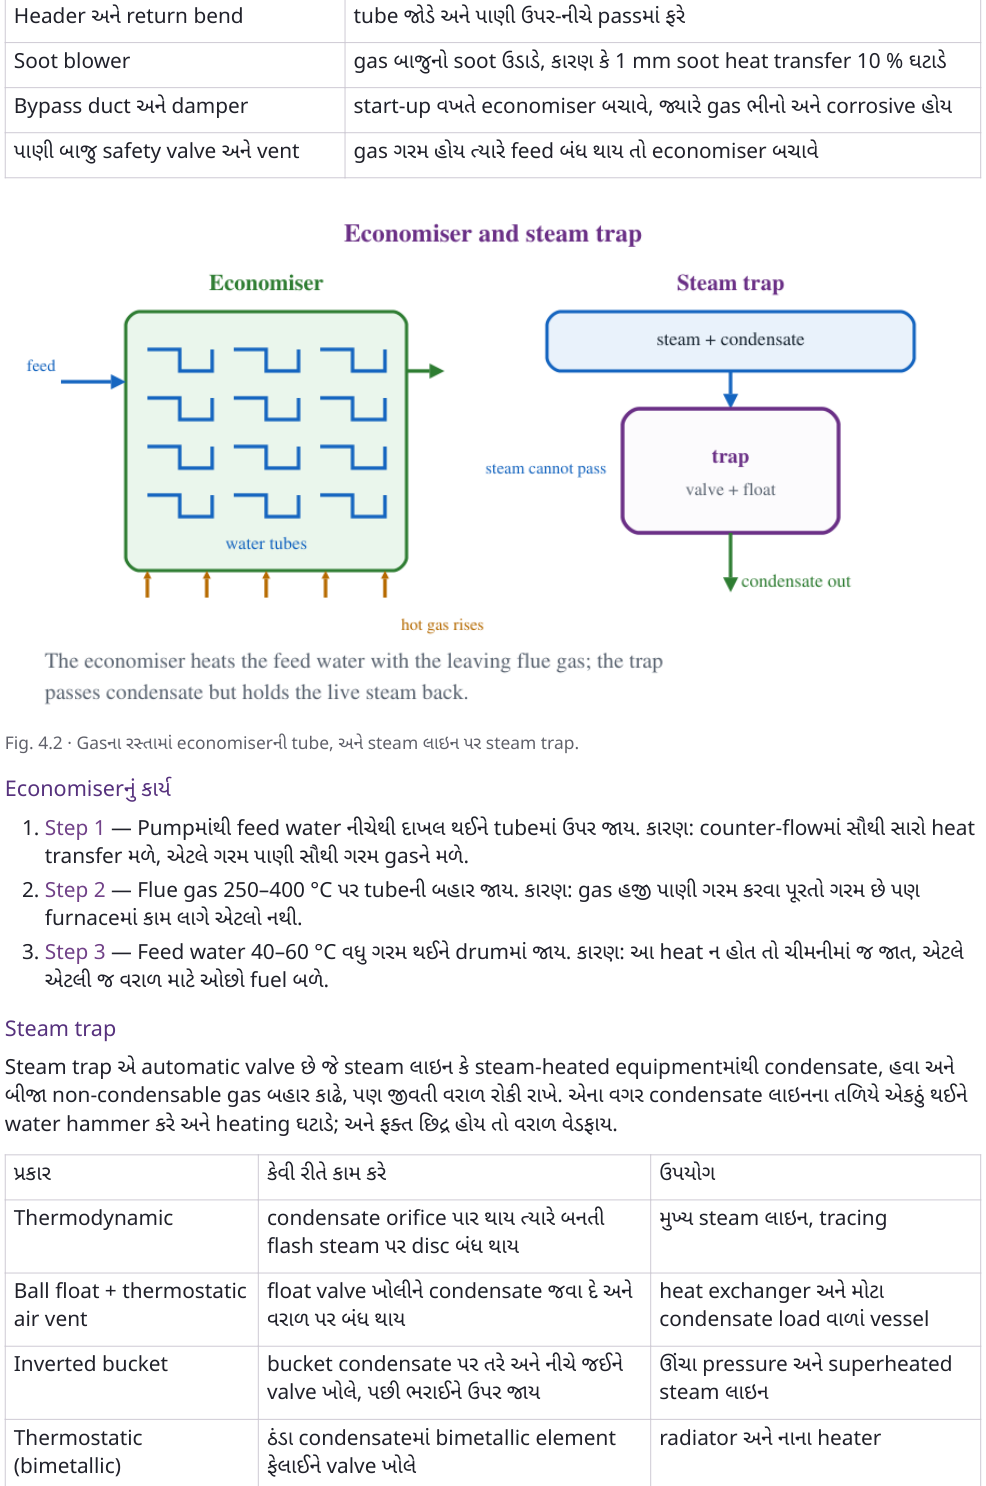 Header અને return bend
tube જોડે અને પાણી ઉપર-નીચે passમાં ફરે
Soot blower
gas બાજુનો soot ઉડાડે, કારણ કે 1 mm soot heat transfer 10 % ઘટાડે
Bypass duct અને damper
start-up વખતે economiser બચાવે, જ્યારે gas ભીનો અને corrosive હોય
પાણી બાજુ safety valve અને vent
gas ગરમ હોય ત્યારે feed બંધ થાય તો economiser બચાવે
Economiser and steam trap
Economiser
Steam trap
feed
steam + condensate
steam cannot pass
trap
valve + float
water tubes
condensate out
hot gas rises
The economiser heats the feed water with the leaving flue gas; the trap
passes condensate but holds the live steam back.
Fig. 4.2 · Gasના રસ્તામાં economiserની tube, અને steam લાઇન પર steam trap.
Economiserનું કાર્ય
1. Step 1 — Pumpમાંથી feed water નીચેથી દાખલ થઈને tubeમાં ઉપર જાય. કારણ: counter-flowમાં સૌથી સારો heat
transfer મળે, એટલે ગરમ પાણી સૌથી ગરમ gasને મળે.
2. Step 2 — Flue gas 250–400 °C પર tubeની બહાર જાય. કારણ: gas હજી પાણી ગરમ કરવા પૂરતો ગરમ છે પણ
furnaceમાં કામ લાગે એટલો નથી.
3. Step 3 — Feed water 40–60 °C વધુ ગરમ થઈને drumમાં જાય. કારણ: આ heat ન હોત તો ચીમનીમાં જ જાત, એટલે
એટલી જ વરાળ માટે ઓછો fuel બળે.
Steam trap
Steam trap એ automatic valve છે જે steam લાઇન કે steam-heated equipmentમાંથી condensate, હવા અને
બીજા non-condensable gas બહાર કાઢે, પણ જીવતી વરાળ રોકી રાખે. એના વગર condensate લાઇનના તળિયે એકઠું થઈને
water hammer કરે અને heating ઘટાડે; અને ફક્ત છિદ્ર હોય તો વરાળ વેડફાય.
પ્રકાર
કેવી રીતે કામ કરે
ઉપયોગ
Thermodynamic
condensate orifice પાર થાય ત્યારે બનતી
flash steam પર disc બંધ થાય
મુખ્ય steam લાઇન, tracing
Ball float + thermostatic
air vent
float valve ખોલીને condensate જવા દે અને
વરાળ પર બંધ થાય
heat exchanger અને મોટા
condensate load વાળાં vessel
Inverted bucket
bucket condensate પર તરે અને નીચે જઈને
valve ખોલે, પછી ભરાઈને ઉપર જાય
ઊંચા pressure અને superheated
steam લાઇન
Thermostatic
(bimetallic)
ઠંડા condensateમાં bimetallic element
ફેલાઈને valve ખોલે
radiator અને નાના heater